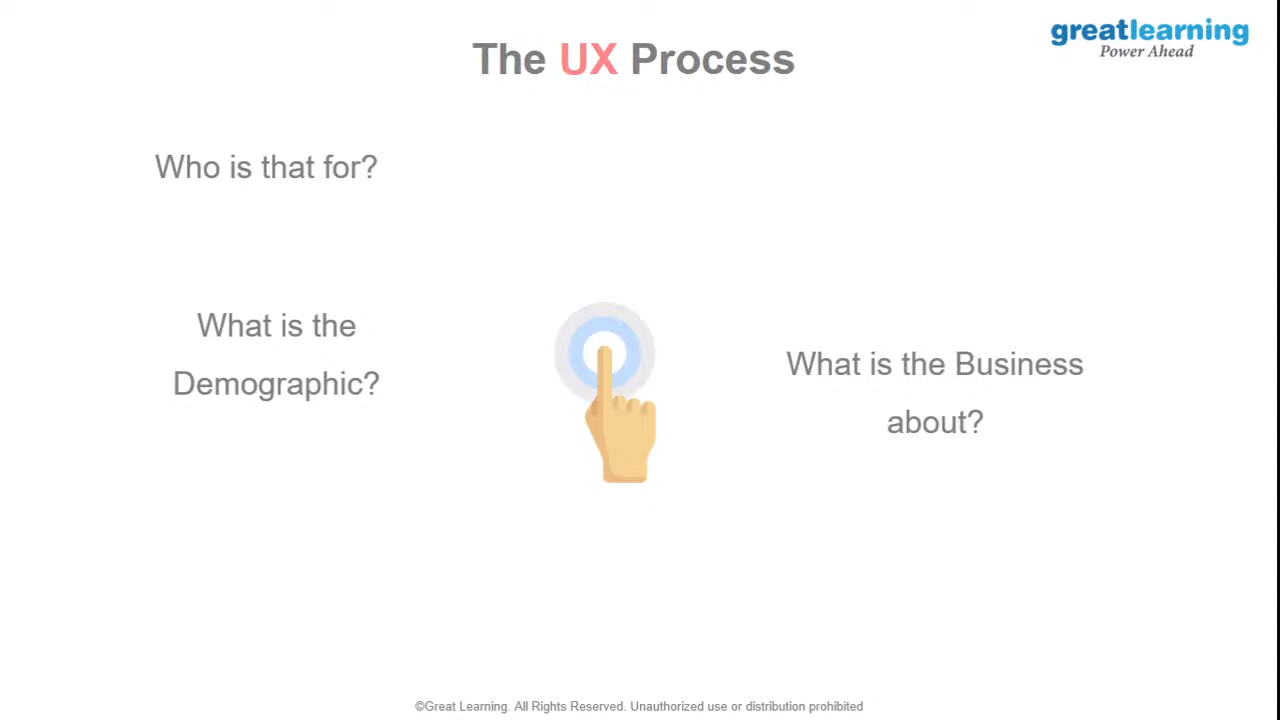 The UX Process
greatlearning
Power Ahead
Who is that for?
What is the
Demographic?
What is the Business
about?
©Great Learning. All Rights Reserved. Unauthorized use or distribution prohibited